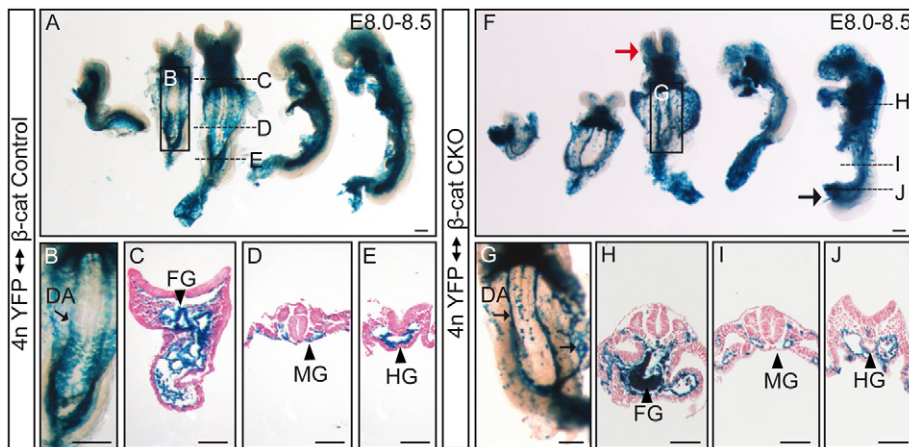 4n YFP ↔ β-cat Control
A
E8.0-8.5
B
C
D
E
B
DA
C
FG
D
MG
E
HG
4n YFP ↔ β-cat CKO
F
E8.0-8.5
G
H
I
J
G
DA
H
FG
I
MG
J
HG